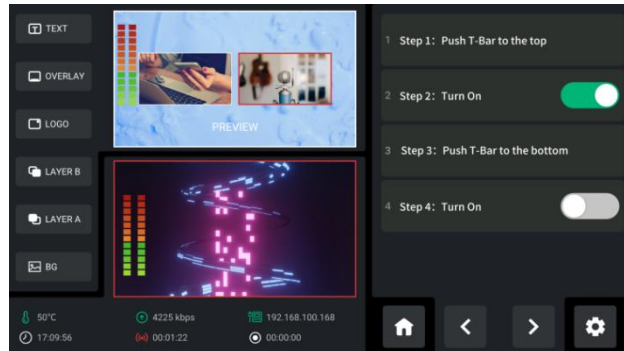 TEXT
OVERLAY
LOGO
LAYER B
LAYER A
BG
PREVIEW
50°C
4225 kbps
192.168.100.168
17:09:56
00:01:22
00:00:00
1 Step 1: Push T-Bar to the top
2 Step 2: Turn On
3 Step 3: Push T-Bar to the bottom
4 Step 4: Turn On